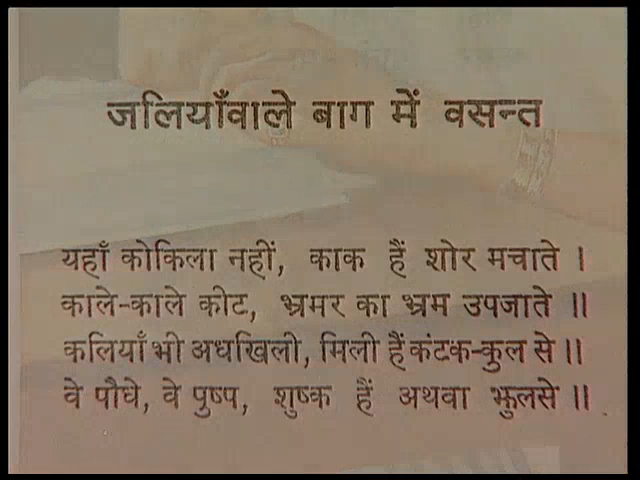 जलियाँवाले बाग में वसन्त
यहाँ कोकिला नहीं, काक हैं शोर मचाते ।
काले-काले कीट, भ्रमर का भ्रम उपजाते ॥
कलियाँ भी अधखिली, मिली हैं कंटक-कुल से ॥
वे पौधे, वे पुष्प, शुष्क हैं अथवा झुलसे ॥